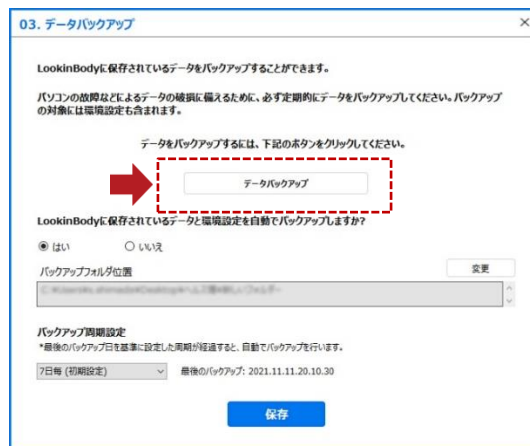 03. データバックアップ
×
LookinBodyに保存されているデータをバックアップすることができます。
パソコンの故障などによるデータの破損に備えるために、必ず定期的にデータをバックアップしてください。バックアップ
の対象には環境設定も含まれます。
データをバックアップするには、下記のボタンをクリックしてください。
データバックアップ
LookinBodyに保存されているデータと環境設定を自動でバックアップしますか?
はい いいえ
バックアップフォルダ位置 変更
バックアップ周期設定
*最後のバックアップ日を基準に設定した周期が経過すると、自動でバックアップを行います。
7日毎 (初期設定) 最後のバックアップ: 2021.11.11.20.10.30
保存